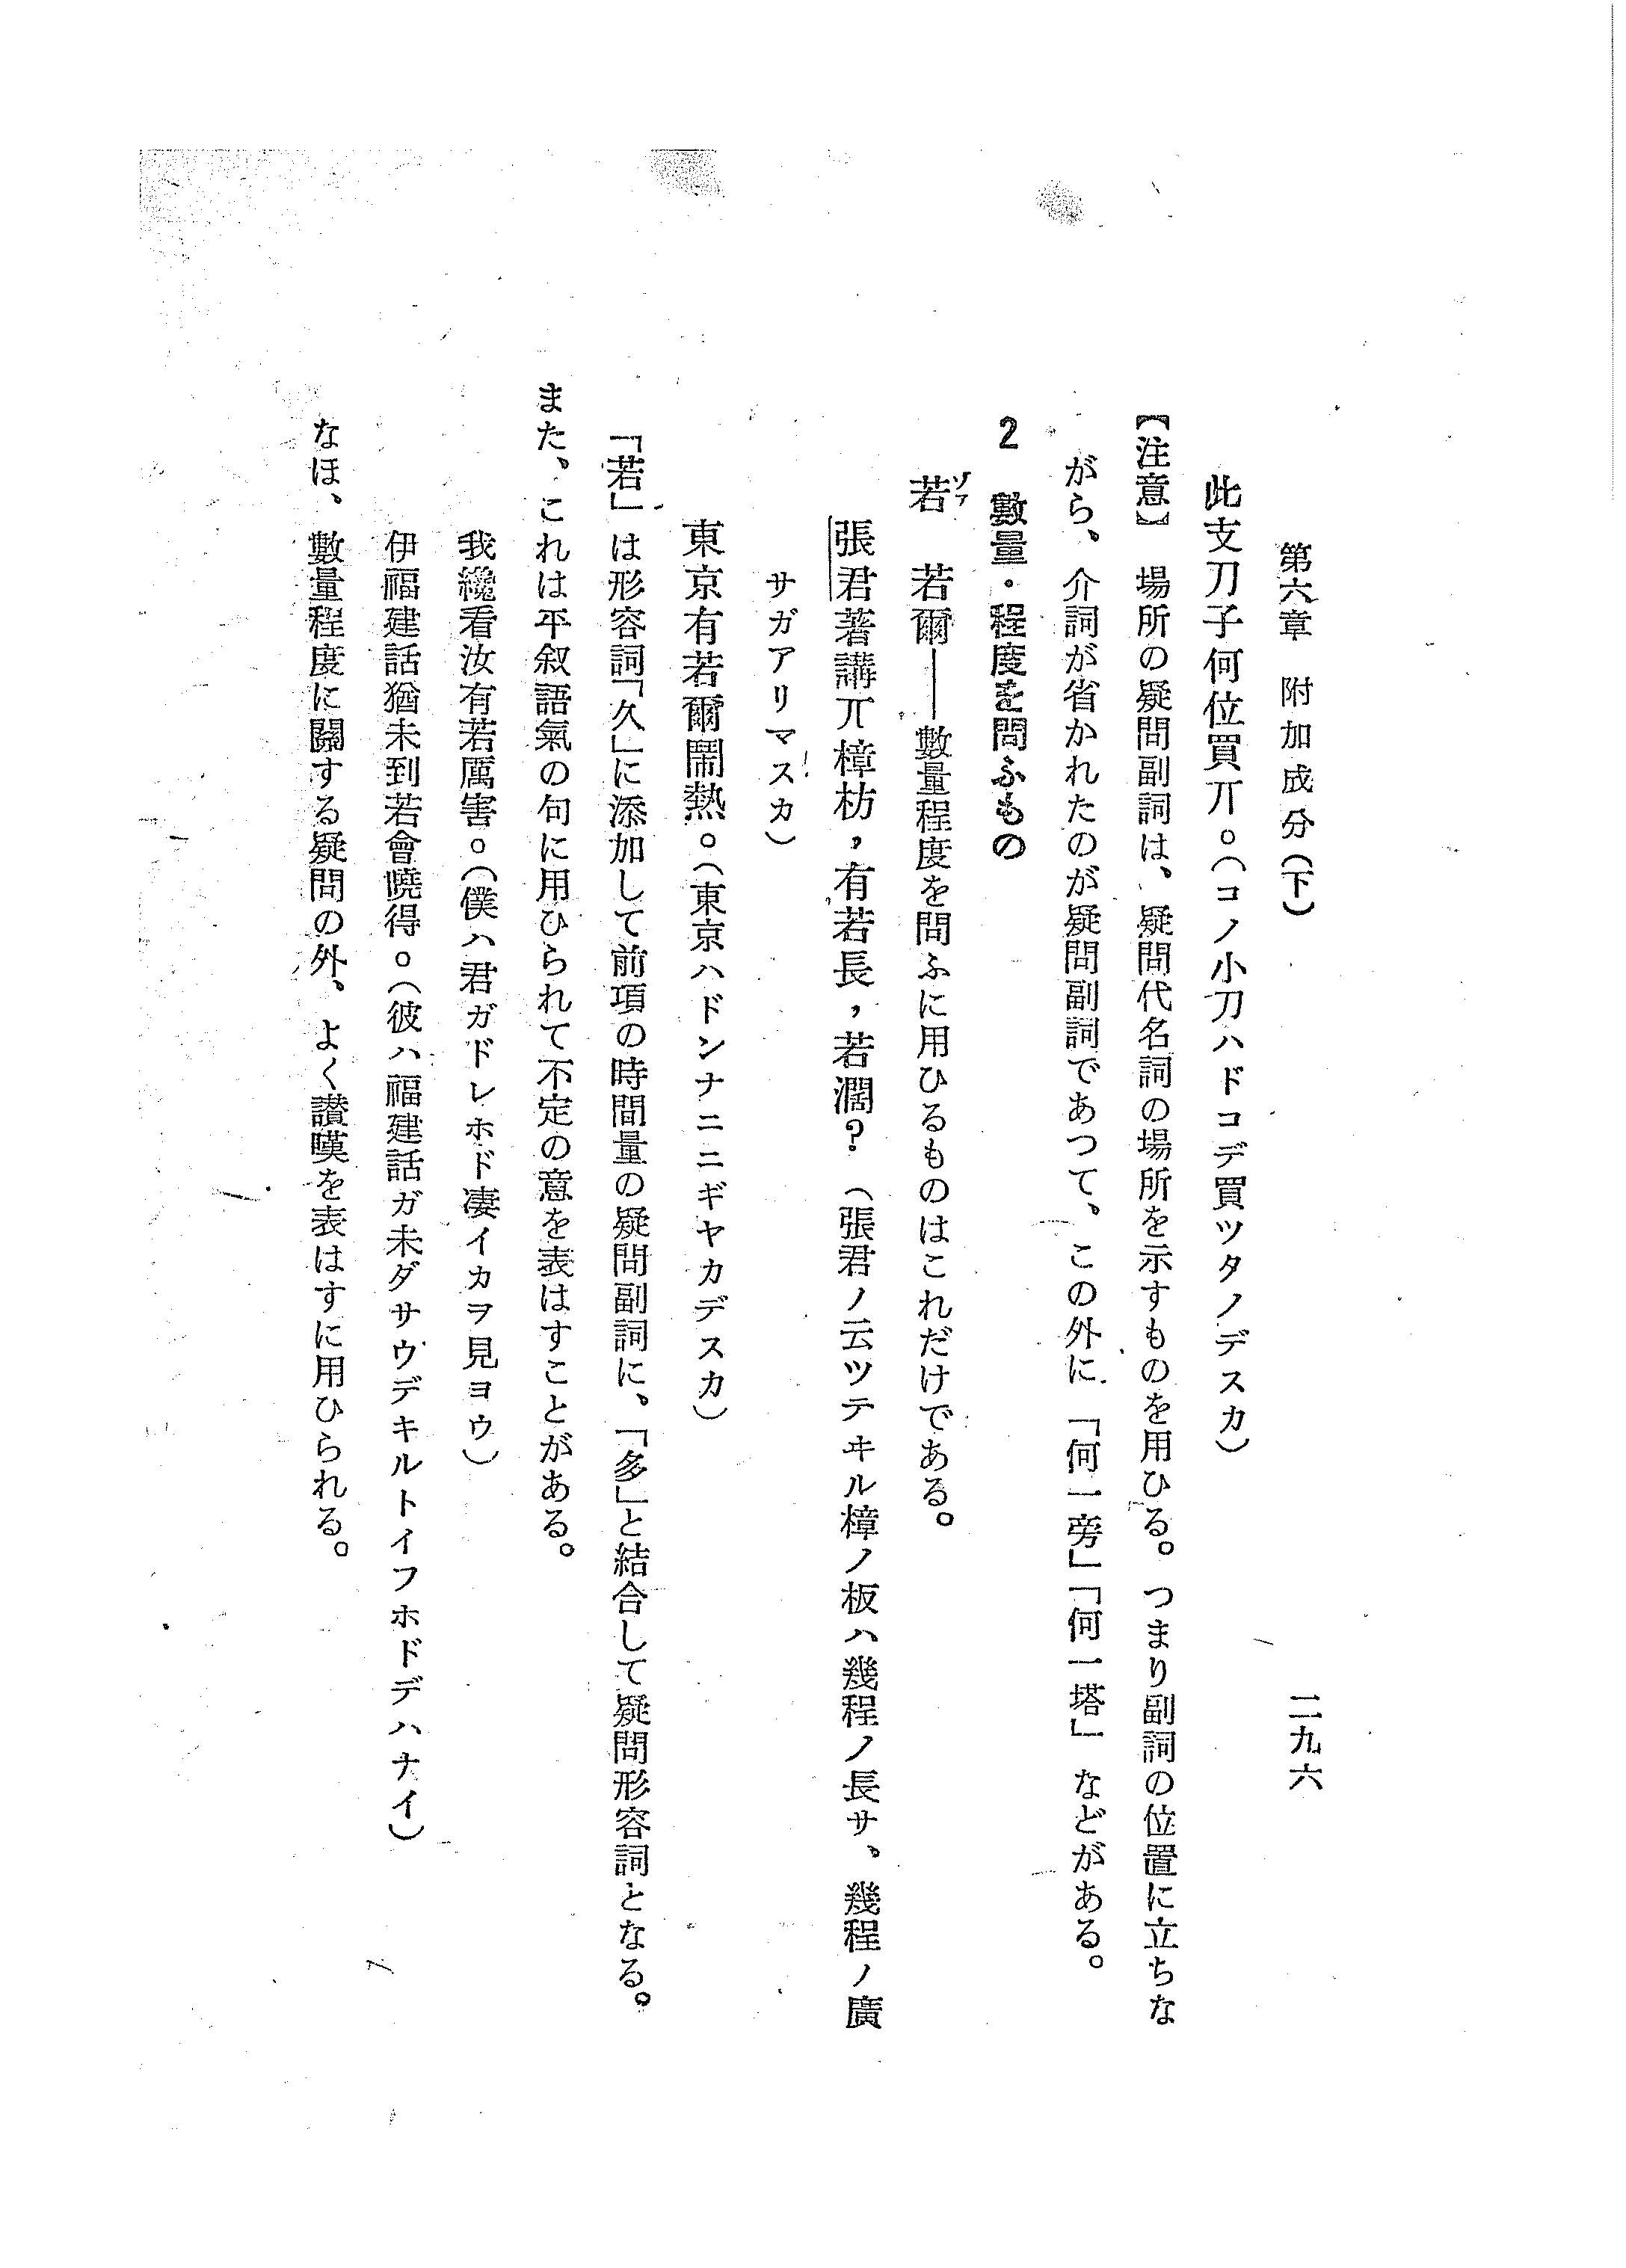 第六章　附加成分(下)
二九六
此支刀子何位買丌。(コノ小刀ハドコデ買ツタノデスカ)
【注意】　場所の疑問副詞は、疑問代名詞の場所を示すものを用ひる。つまり副詞の位置に立ちな
がら、介詞が省かれたのが疑問副詞であつて、この外に「何一旁」「何一塔」などがある。
2　數量・程度を問ふもの
若ゾァ　若爾――數量程度を問ふに用ひるものはこれだけである。
張君著講丌樟枋，有若長，若濶?　(張君ノ云ツテヰル樟ノ板ハ幾程ノ長サ、幾程ノ廣
サガアリマスカ)
東京有若爾鬧熱。(東京ハドンナニニギヤカデスカ)
「若」は形容詞「久」に添加して前項の時間量の疑問副詞に、「多」と結合して疑問形容詞となる。
また、これは平叙語氣の句に用ひられて不定の意を表はすことがある。
我纔看汝有若厲害。(僕ハ君ガドレホド凄イカヲ見ヨウ)
伊福建話猶未到若會曉得。(彼ハ福建話ガ未ダサウデキルトイフホドデハナイ)
なほ、數量程度に關する疑問の外、よく讃嘆を表はすに用ひられる。